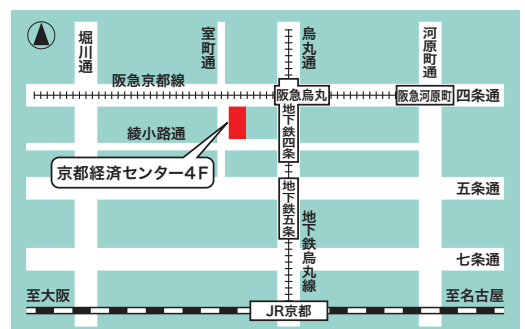 堀川通
室町通
烏丸通
河原町通
阪急京都線
阪急烏丸
阪急河原町
四条通
地下鉄四条
綾小路通
京都経済センター4F
地下鉄五条
五条通
地下鉄烏丸線
七条通
至大阪
至名古屋
JR京都